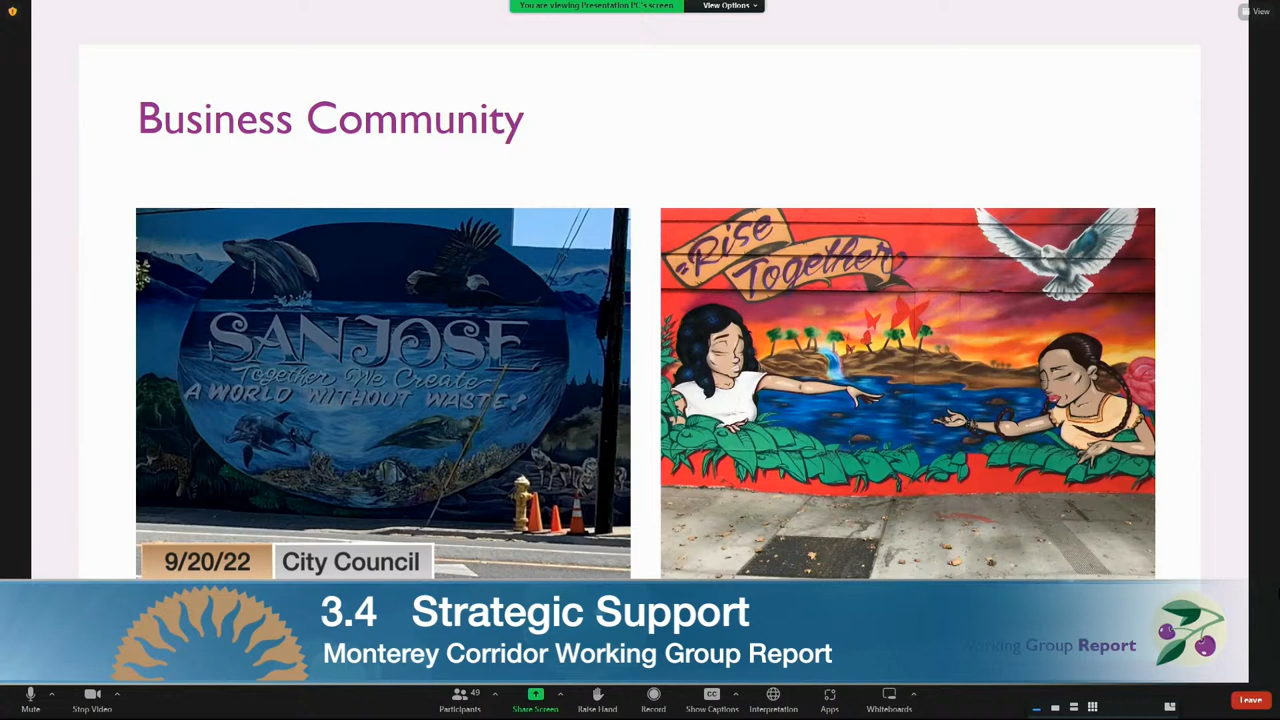 You are viewing Presentation PC's screen
View Options
View
Business Community
SAN JOSE
Together We Create
A WORLD WITHOUT WASTE!
"Rise
Together"
9/20/22
City Council
3.4 Strategic Support
Monterey Corridor Working Group Report
Working Group Report
Mute
Stop Video
Participants
49
Share Screen
Raise Hand
Record
CC
Show Captions
Interpretation
Apps
Whiteboards
Leave